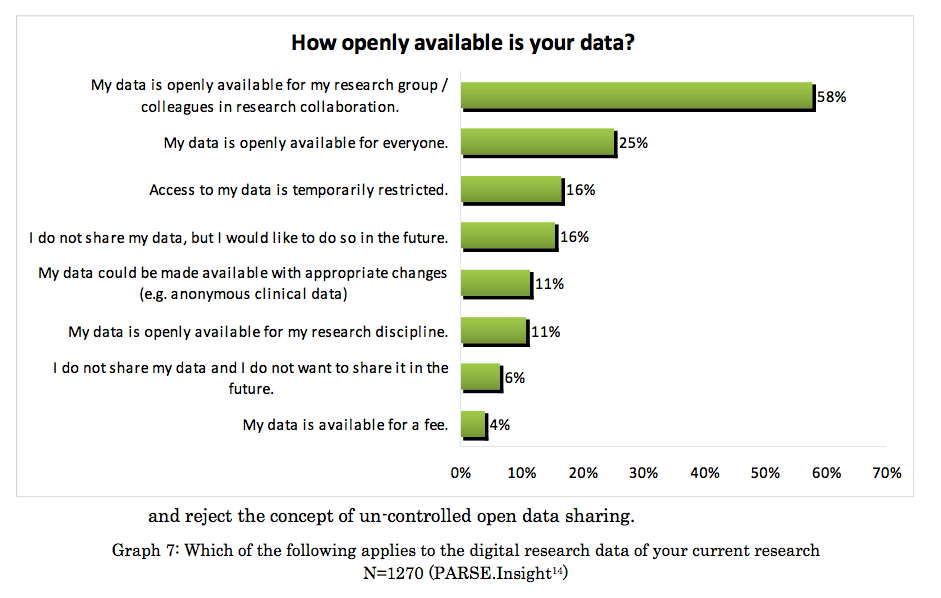 How openly available is your data?
My data is openly available for my research group /
colleagues in research collaboration.
58%
My data is openly available for everyone.
25%
Access to my data is temporarily restricted.
16%
I do not share my data, but I would like to do so in the future.
16%
My data could be made available with appropriate changes
(e.g. anonymous clinical data)
11%
My data is openly available for my research discipline.
11%
I do not share my data and I do not want to share it in the
future.
6%
My data is available for a fee.
4%
0% 10% 20% 30% 40% 50% 60% 70%
and reject the concept of un-controlled open data sharing.
Graph 7: Which of the following applies to the digital research data of your current research
N=1270 (PARSE.Insight¹⁴)